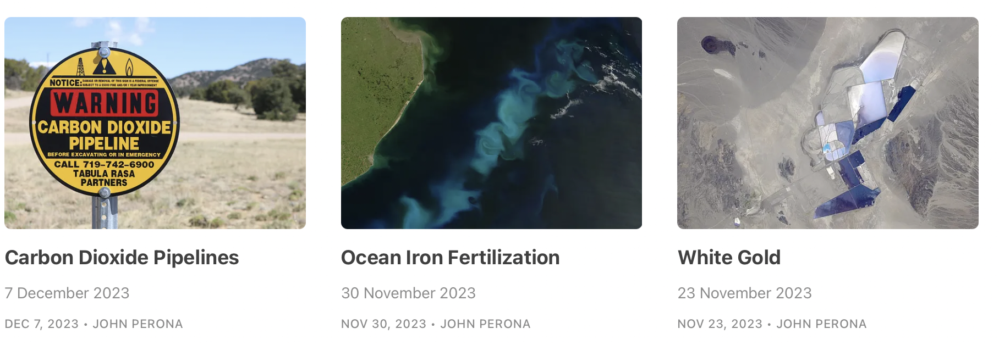 NOTICE: DAMAGE OR REMOVAL OF THIS SIGN IS A FEDERAL OFFENSE
SUBJECT TO A $5000 FINE AND/OR 1 YEAR IMPRISONMENT
WARNING
CARBON DIOXIDE
PIPELINE
BEFORE EXCAVATING OR IN EMERGENCY
CALL 719-742-6900
TABULA RASA
PARTNERS
Carbon Dioxide Pipelines
7 December 2023
DEC 7, 2023 • JOHN PERONA
Ocean Iron Fertilization
30 November 2023
NOV 30, 2023 • JOHN PERONA
White Gold
23 November 2023
NOV 23, 2023 • JOHN PERONA